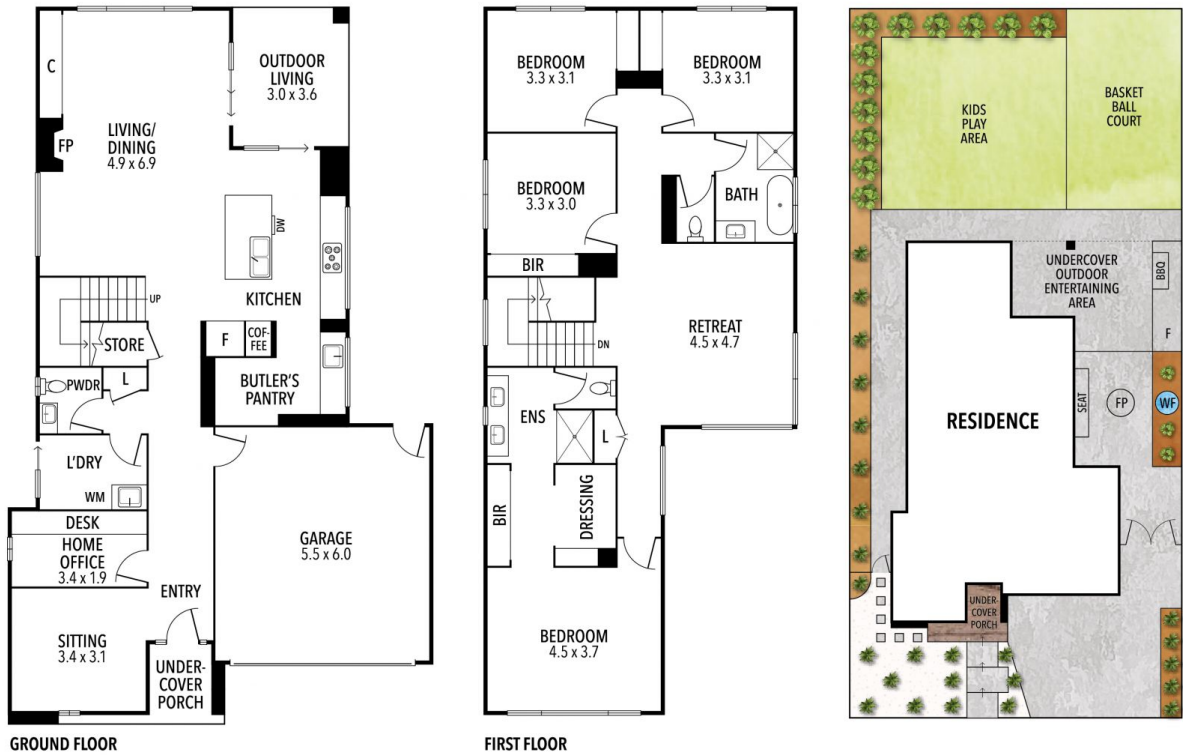 C
FP
LIVING/
DINING
4.9 x 6.9
OUTDOOR
LIVING
3.0 x 3.6
DW
KITCHEN
UP
STORE
F
COF-
FEE
PWDR
L
BUTLER'S
PANTRY
L'DRY
WM
DESK
HOME
OFFICE
3.4 x 1.9
GARAGE
5.5 x 6.0
ENTRY
SITTING
3.4 x 3.1
UNDER-
COVER
PORCH
GROUND FLOOR
BEDROOM
3.3 x 3.1
BEDROOM
3.3 x 3.1
BEDROOM
3.3 x 3.0
BATH
BIR
RETREAT
4.5 x 4.7
DN
ENS
L
BIR
DRESSING
BEDROOM
4.5 x 3.7
FIRST FLOOR
KIDS
PLAY
AREA
BASKET
BALL
COURT
UNDERCOVER
OUTDOOR
ENTERTAINING
AREA
BBQ
F
RESIDENCE
SEAT
FP
WF
UNDER-
COVER
PORCH